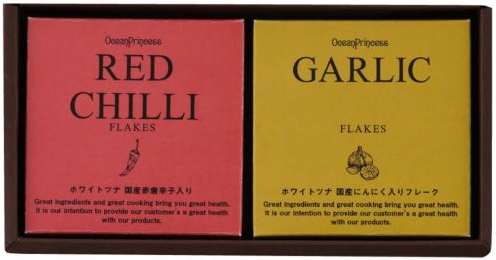 OceanPrincess
RED
CHILLI
FLAKES
ホワイトツナ 国産赤唐辛子入り
Great ingredients and great cooking bring you great health.
It is our intention to provide our customer's a great health
with our products.
OceanPrincess
GARLIC
FLAKES
ホワイトツナ 国産にんにく入りフレーク
Great ingredients and great cooking bring you great health.
It is our intention to provide our customer's a great health
with our products.